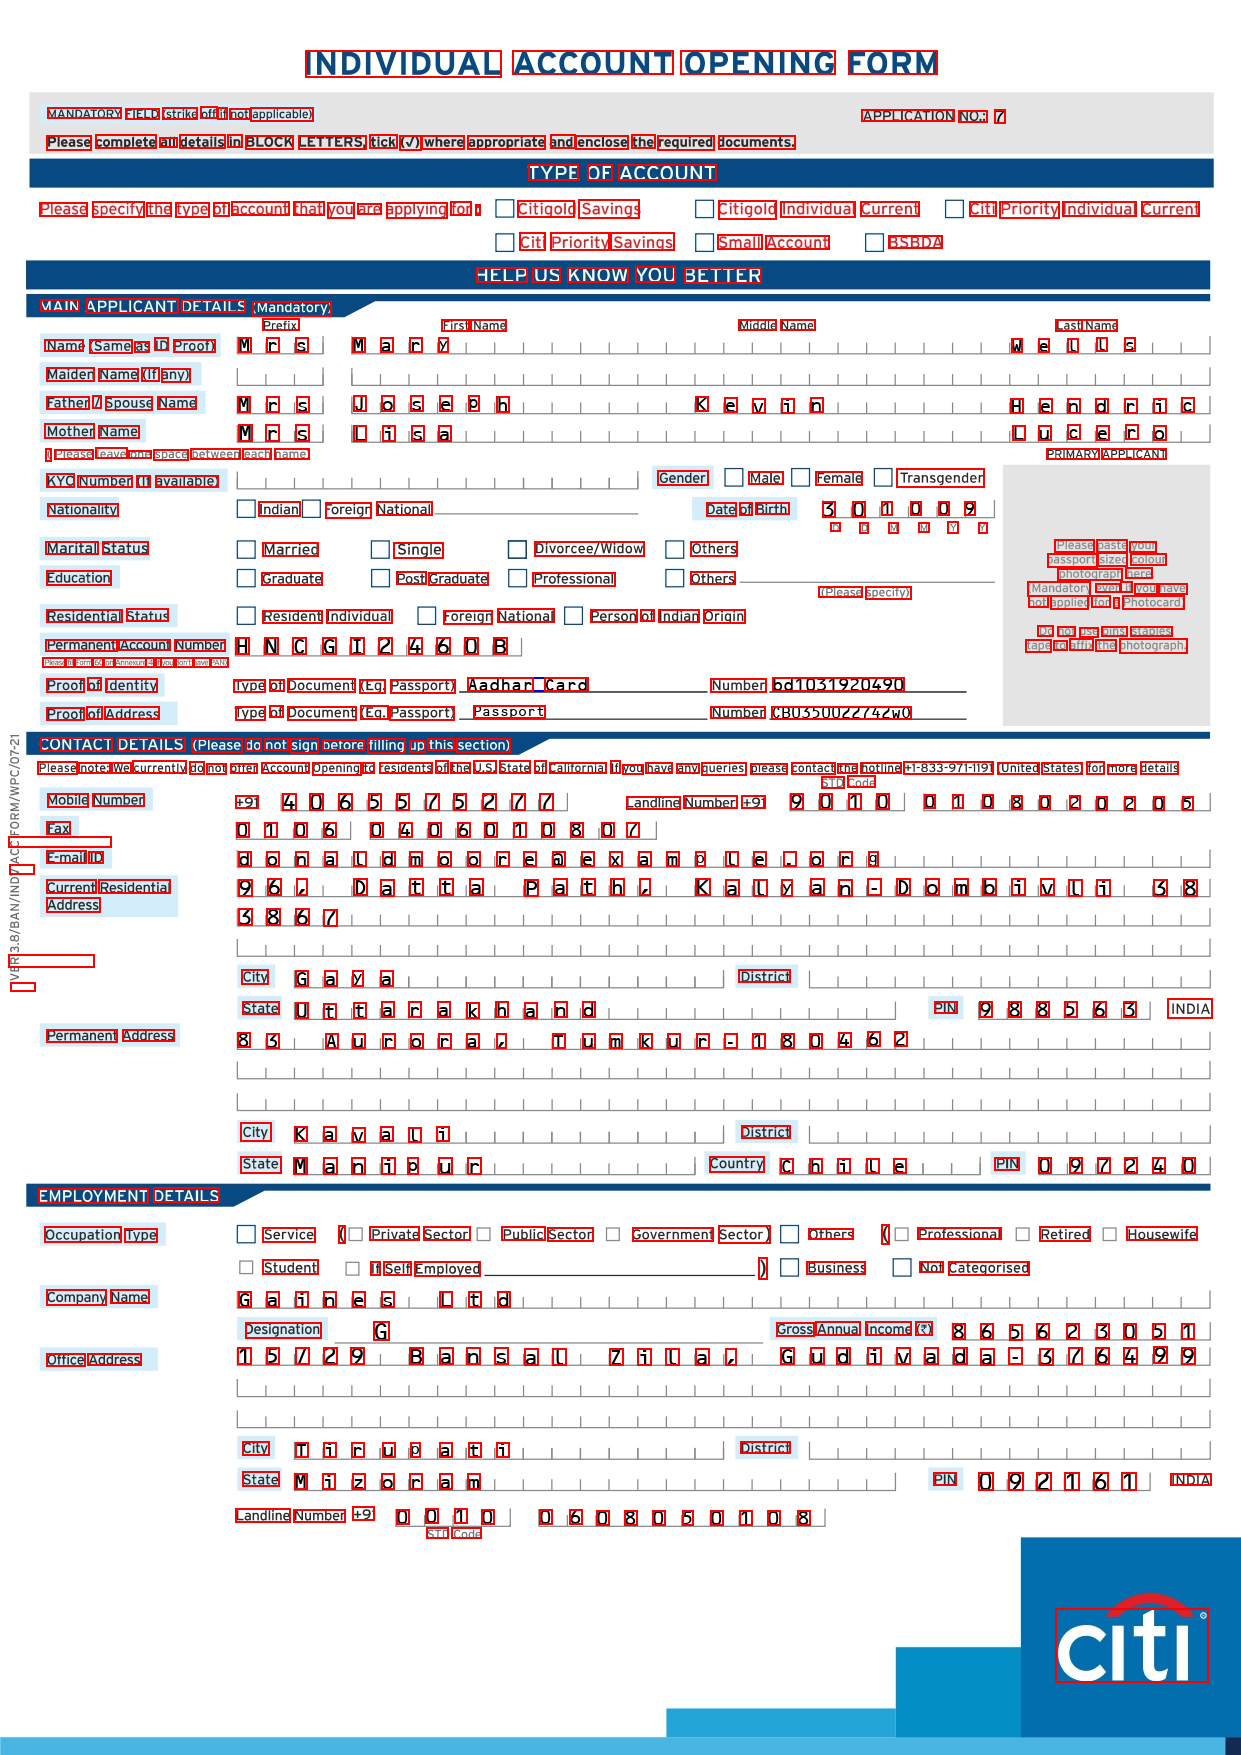 INDIVIDUAL ACCOUNT OPENING FORM
MANDATORY FIELD (strike off if not applicable)
APPLICATION NO.: 7
Please complete all details in BLOCK LETTERS, tick (√) where appropriate and enclose the required documents.
TYPE OF ACCOUNT
Please specify the type of account that you are applying for : Citigold Savings Citigold Individual Current Citi Priority Individual Current
Citi Priority Savings Small Account BSBDA
HELP US KNOW YOU BETTER
MAIN APPLICANT DETAILS (Mandatory)
Prefix First Name Middle Name Last Name
Name (Same as ID Proof) Mrs Mary Wells
Maiden Name (If any)
Father / Spouse Name Mrs Joseph Kevin Hendric
Mother Name Mrs Lisa Lucero
( Please leave one space between each name)
PRIMARY APPLICANT
KYC Number (If available) Gender Male Female Transgender
Nationality Indian Foreign National Date of Birth 301009
D D M M Y Y
Marital Status Married Single Divorcee/Widow Others
Education Graduate Post Graduate Professional Others
(Please specify)
Please paste your
passport sized colour
photograph here
(Mandatory even if you have
not applied for a Photocard)
Do not use pins, staples
tape to affix the photograph.
Residential Status Resident Individual Foreign National Person of Indian Origin
Permanent Account Number HNCGI2460B
(Please fill Form 60 or Annexure 4 if you don't have PAN)
Proof of Identity Type of Document (Eg. Passport) Aadhar Card Number bd1031920490
Proof of Address Type of Document (Eg. Passport) Passport Number CB0350022742WO
CONTACT DETAILS (Please do not sign before filling up this section)
Please note: We currently do not offer Account Opening to residents of the U.S. State of California. If you have any queries please contact the hotline +1-833-971-1191 (United States) for more details
STD Code
Mobile Number +91 4065575277 Landline Number +91 9010 0108020205
Fax 0106 0406010807
E-mail ID donaldmoore@example.org
Current Residential
Address
96, Datta Path, Kalyan-Dombivli 38
3867
City Gaya District
State Uttarakhand PIN 988563 INDIA
Permanent Address 83 Aurora, Tumkur-180462
City Kavali District
State Manipur Country Chile PIN 097240
EMPLOYMENT DETAILS
Occupation Type Service ( Private Sector Public Sector Government Sector) Others ( Professional Retired Housewife
Student If Self Employed ) Business Not Categorised
Company Name Gaines Ltd
Designation G Gross Annual Income (₹) 865623051
Office Address 15/29 Bansal Zila, Gudivada-376499
City Tirupati District
State Mizoram PIN 092161 INDIA
Landline Number +91 0010 0608050108
STD Code
VER 3.8/BAN/IND/ACC FORM/WPC/07-21
citi